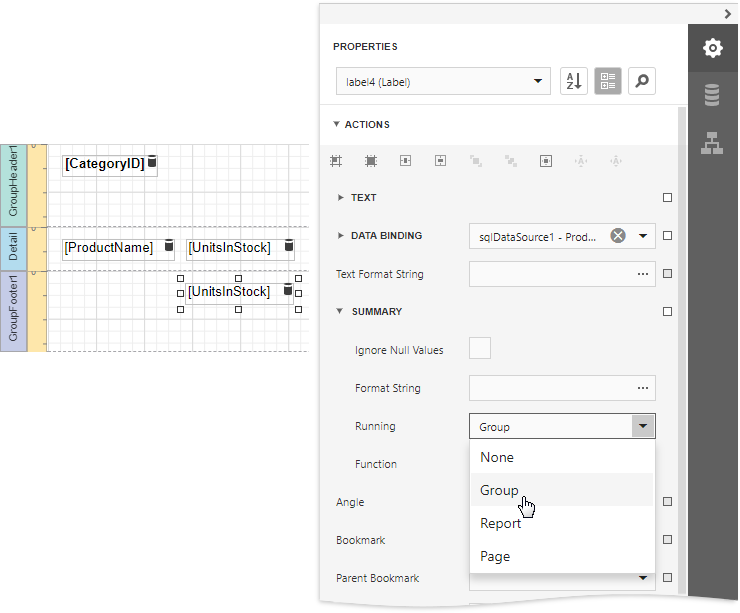 GroupHeader1
[CategoryID]
Detail
[ProductName]
[UnitsInStock]
GroupFooter1
[UnitsInStock]
PROPERTIES
label4 (Label)
A
Z
ACTIONS
TEXT
DATA BINDING
sqlDataSource1 - Prod...
Text Format String
...
SUMMARY
Ignore Null Values
Format String
...
Running
Group
Function
None
Group
Report
Page
Angle
Bookmark
Parent Bookmark